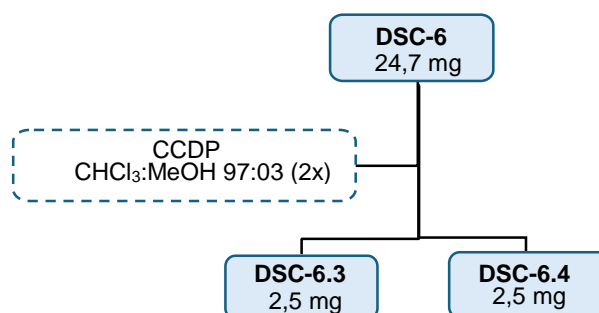 DSC-6
24,7 mg
CCDP
CHCl₃:MeOH 97:03 (2x)
DSC-6.3
2,5 mg
DSC-6.4
2,5 mg